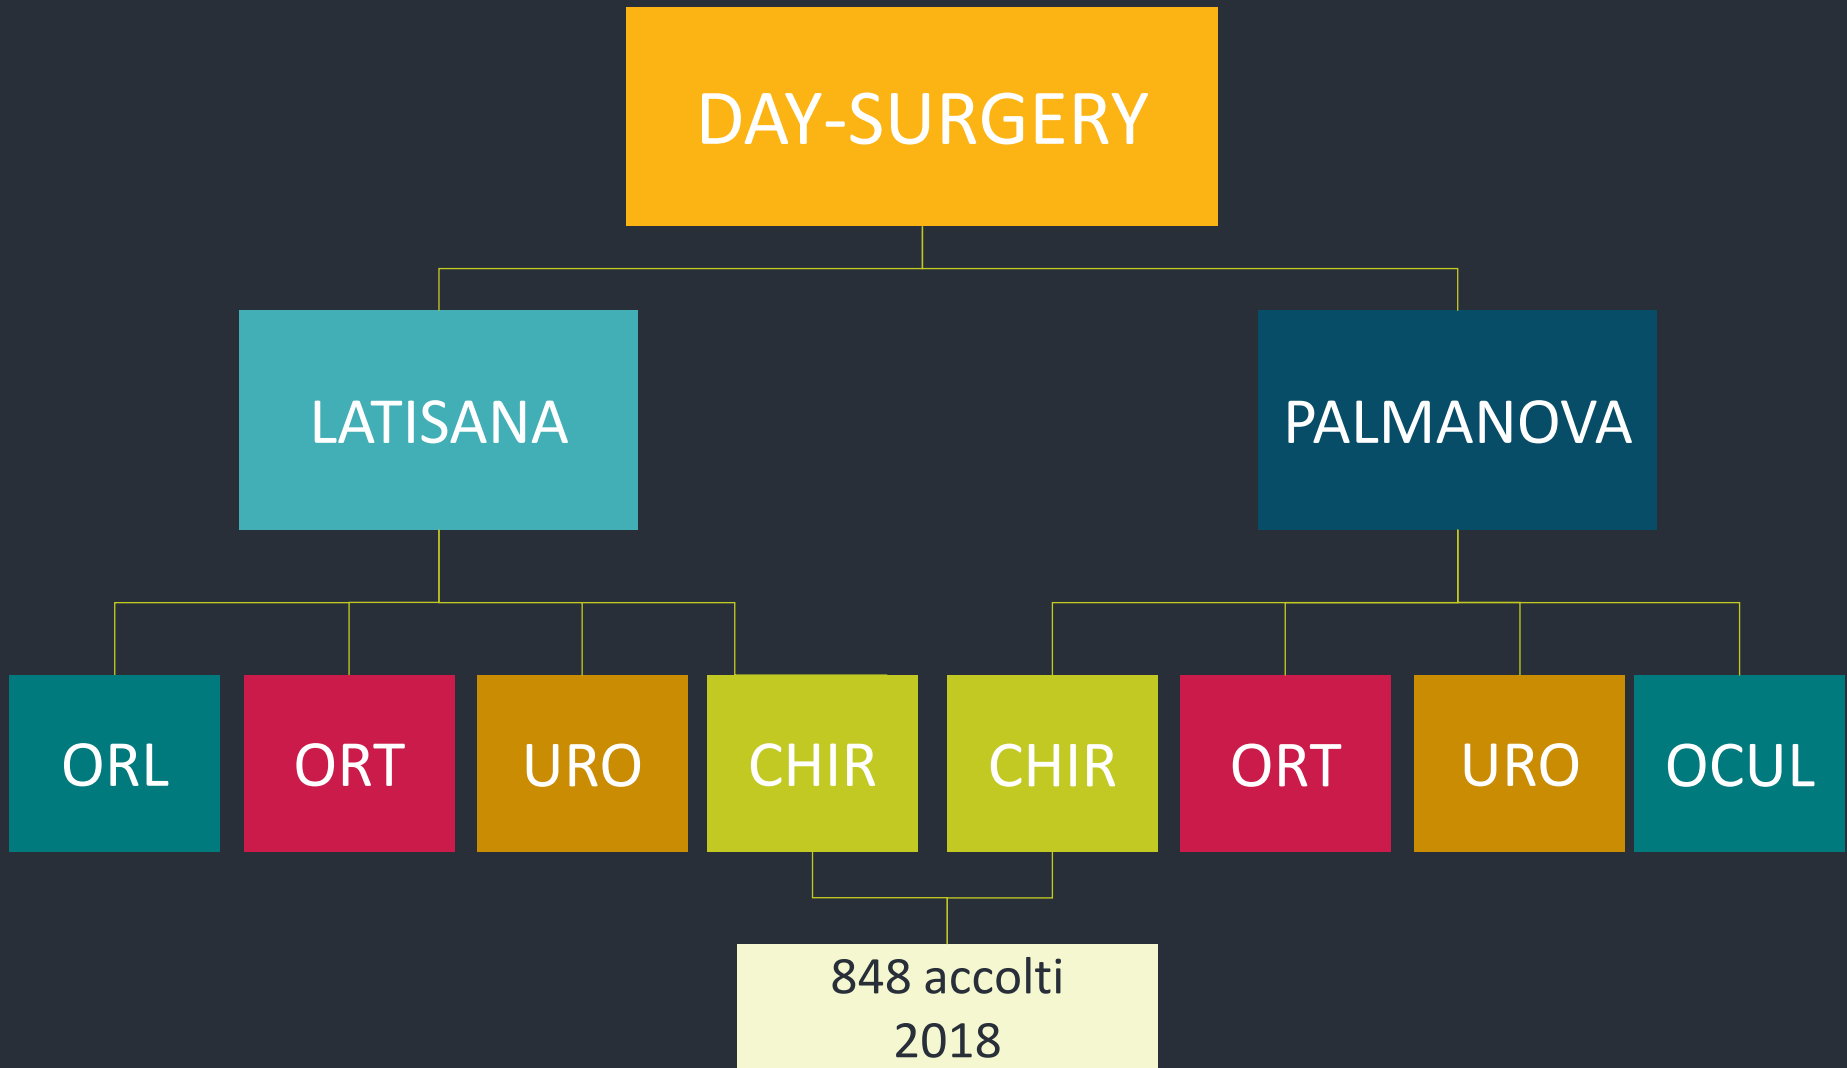 DAY-SURGERY
LATISANA
PALMANOVA
ORL
ORT
URO
CHIR
CHIR
ORT
URO
OCUL
848 accolti
2018